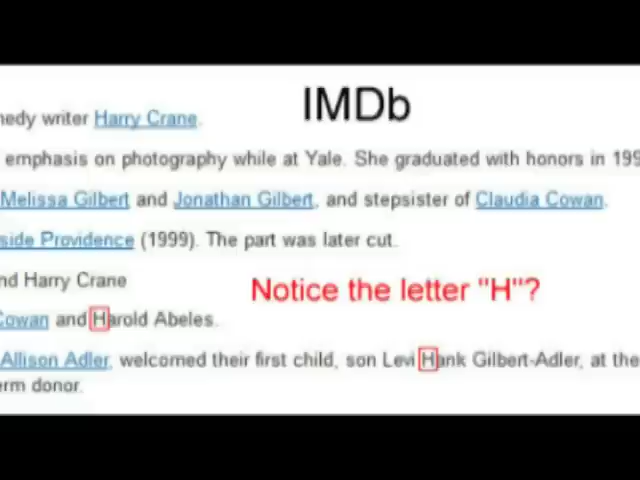 IMDb
nedy writer Harry Crane.
emphasis on photography while at Yale. She graduated with honors in 199
Melissa Gilbert and Jonathan Gilbert, and stepsister of Claudia Cowan.
side Providence (1999). The part was later cut.
nd Harry Crane
Notice the letter "H"?
Cowan and Harold Abeles.
Allison Adler, welcomed their first child, son Levi Hank Gilbert-Adler, at the
erm donor.